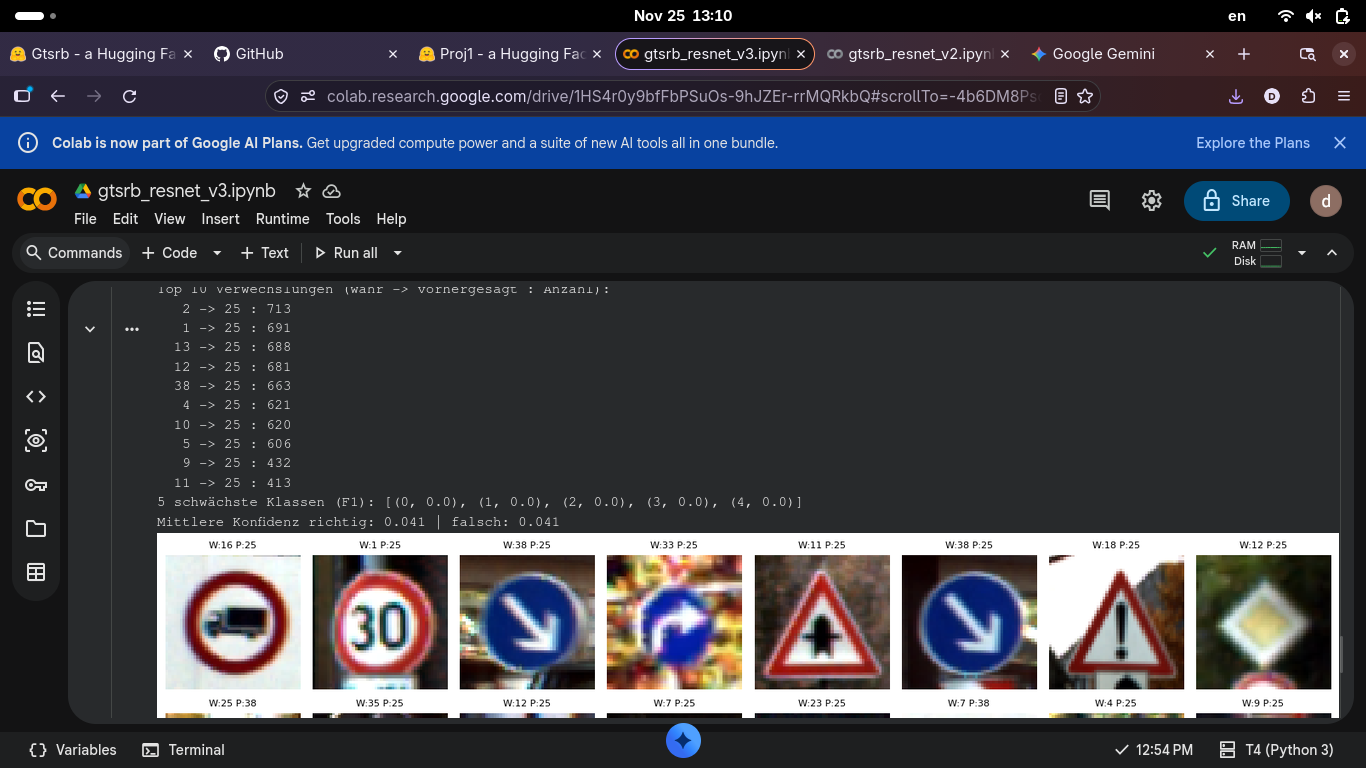 Nov 25 13:10
en
Gtsrb - a Hugging Fa
GitHub
Proj1 - a Hugging Fac
gtsrb_resnet_v3.ipyn
gtsrb_resnet_v2.ipyn
Google Gemini
colab.research.google.com/drive/1HS4r0y9bfFbPSuOs-9hJZEr-rrMQRkbQ#scrollTo=-4b6DM8Ps
D
Colab is now part of Google AI Plans. Get upgraded compute power and a suite of new AI tools all in one bundle.
Explore the Plans
gtsrb_resnet_v3.ipynb
Share
d
File Edit View Insert Runtime Tools Help
Commands + Code + Text Run all
RAM
Disk
Top 10 Verwechslungen (wahr -> vorhergesagt : Anzahl):
2 -> 25 : 713
1 -> 25 : 691
13 -> 25 : 688
12 -> 25 : 681
38 -> 25 : 663
4 -> 25 : 621
10 -> 25 : 620
5 -> 25 : 606
9 -> 25 : 432
11 -> 25 : 413
5 schwächste Klassen (F1): [(0, 0.0), (1, 0.0), (2, 0.0), (3, 0.0), (4, 0.0)]
Mittlere Konfidenz richtig: 0.041 | falsch: 0.041
W:16 P:25 W:1 P:25 W:38 P:25 W:33 P:25 W:11 P:25 W:38 P:25 W:18 P:25 W:12 P:25
30
W:25 P:38 W:35 P:25 W:12 P:25 W:7 P:25 W:23 P:25 W:7 P:38 W:4 P:25 W:9 P:25
Variables
Terminal
12:54 PM
T4 (Python 3)